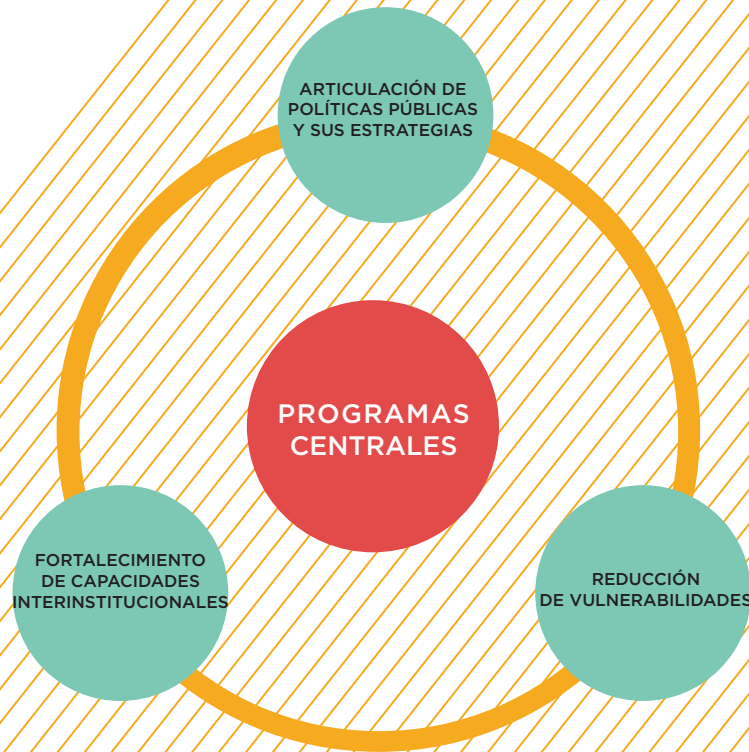 ARTICULACIÓN DE
POLÍTICAS PÚBLICAS
Y SUS ESTRATEGIAS
PROGRAMAS
CENTRALES
FORTALECIMIENTO
DE CAPACIDADES
INTERINSTITUCIONALES
REDUCCIÓN
DE VULNERABILIDADES